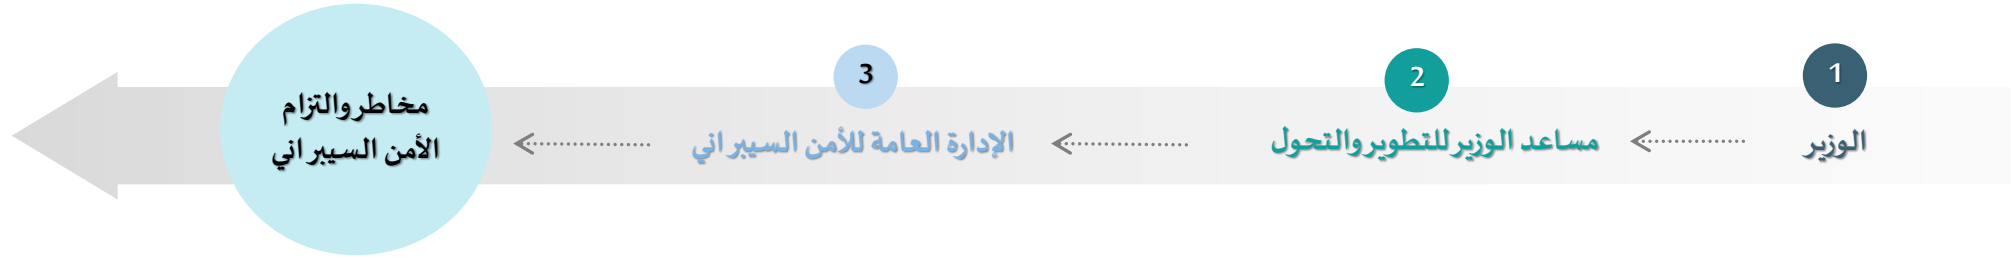 1
الوزير
2
مساعد الوزير للتطوير والتحول
3
الإدارة العامة للأمن السيبراني
مخاطر والتزام
الأمن السيبراني